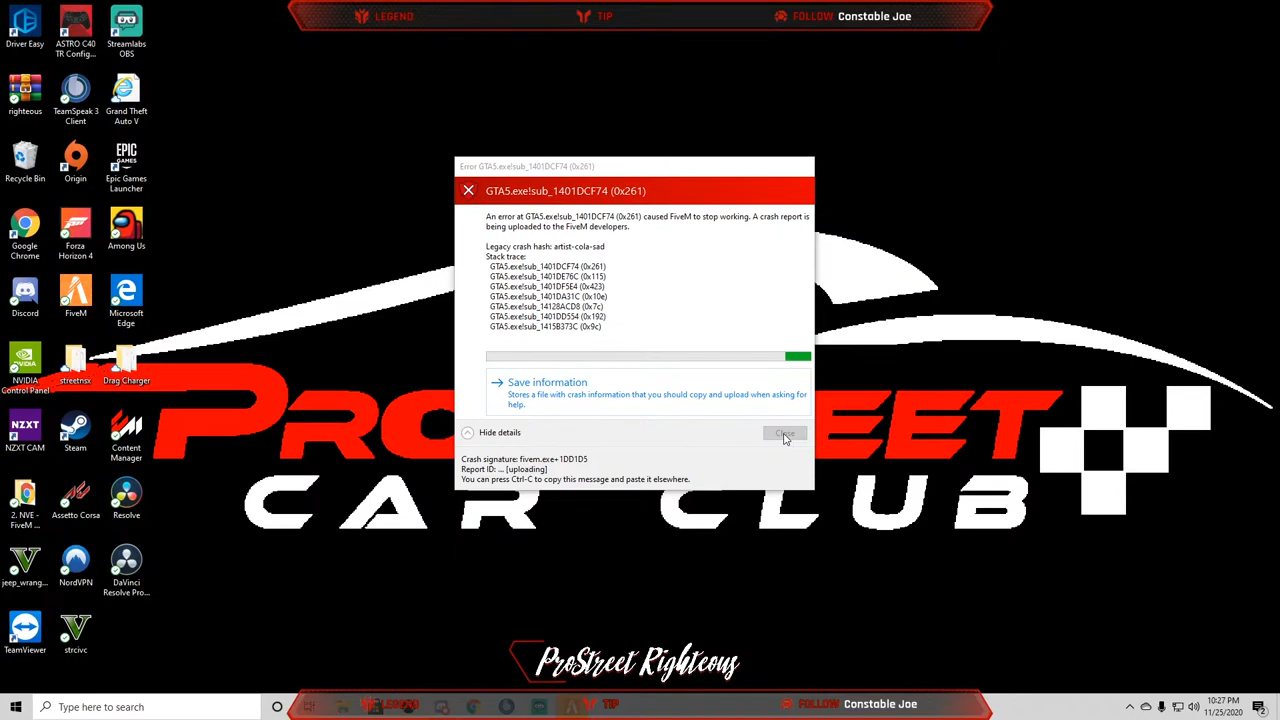 LEGEND
TIP
FOLLOW Constable Joe
Driver Easy
ASTRO C40 TR Config...
Streamlabs OBS
righteous
TeamSpeak 3 Client
Grand Theft Auto V
Recycle Bin
Origin
EPIC GAMES
Epic Games Launcher
Google Chrome
Forza Horizon 4
Among Us
Discord
FiveM
Microsoft Edge
NVIDIA Control Panel
streetnsx
Drag Charger
NZXT
NZXT CAM
Steam
Content Manager
2. NVE - FiveM ...
Assetto Corsa
Resolve
jeep_wrang...
NordVPN
DaVinci Resolve Pro...
TeamViewer
strcivc
Error GTA5.exe!sub_1401DCF74 (0x261)
GTA5.exe!sub_1401DCF74 (0x261)
An error at GTA5.exe!sub_1401DCF74 (0x261) caused FiveM to stop working. A crash report is
being uploaded to the FiveM developers.
Legacy crash hash: artist-cola-sad
Stack trace:
GTA5.exe!sub_1401DCF74 (0x261)
GTA5.exe!sub_1401DE76C (0x115)
GTA5.exe!sub_1401DF5E4 (0x423)
GTA5.exe!sub_1401DA31C (0x10e)
GTA5.exe!sub_14128ACD8 (0x7c)
GTA5.exe!sub_1401DD554 (0x192)
GTA5.exe!sub_1415B373C (0x9c)
Save information
Stores a file with crash information that you should copy and upload when asking for
help.
Hide details
Close
Crash signature: fivem.exe+1DD1D5
Report ID: ... [uploading]
You can press Ctrl-C to copy this message and paste it elsewhere.
CAR CLUB
ProStreet Righteous
Type here to search
LEGEND
TIP
FOLLOW Constable Joe
10:27 PM
11/25/2020
2